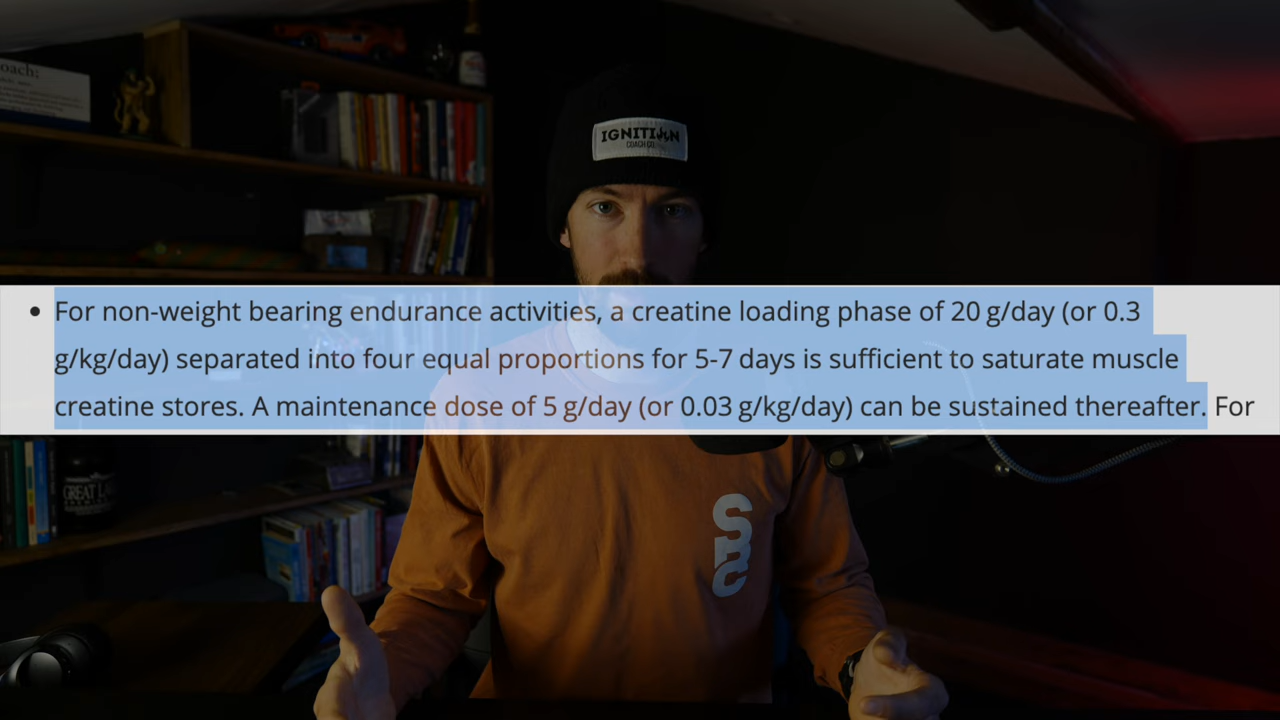 oach:
IGNITION
COACH CO.
• For non-weight bearing endurance activities, a creatine loading phase of 20 g/day (or 0.3
g/kg/day) separated into four equal proportions for 5-7 days is sufficient to saturate muscle
creatine stores. A maintenance dose of 5 g/day (or 0.03 g/kg/day) can be sustained thereafter. For
GREAT